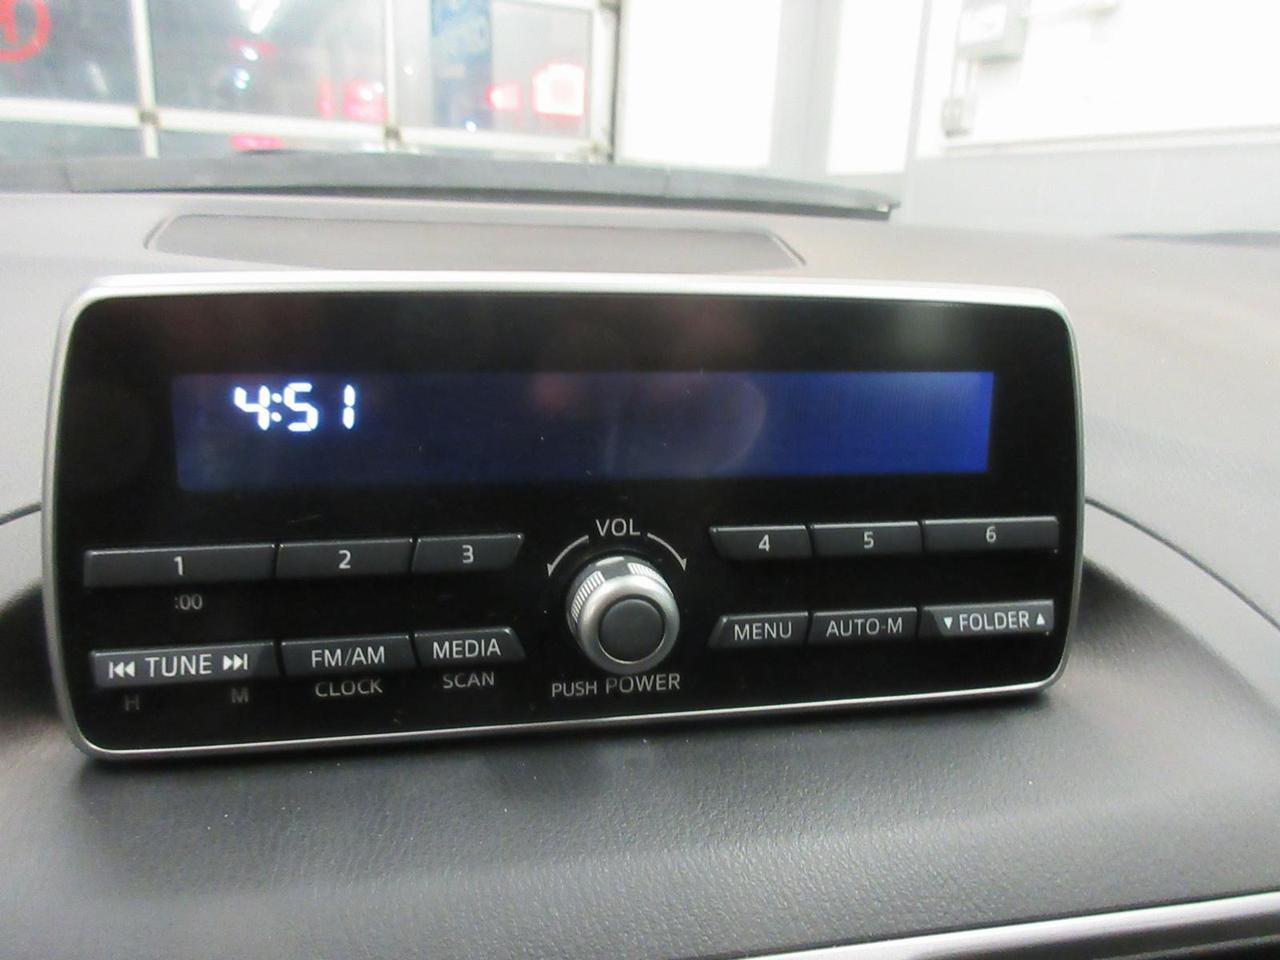 4:51
VOL
1 2 3 4 5 6
:00
TUNE FM/AM MEDIA MENU AUTO-M FOLDER
H M CLOCK SCAN PUSH POWER